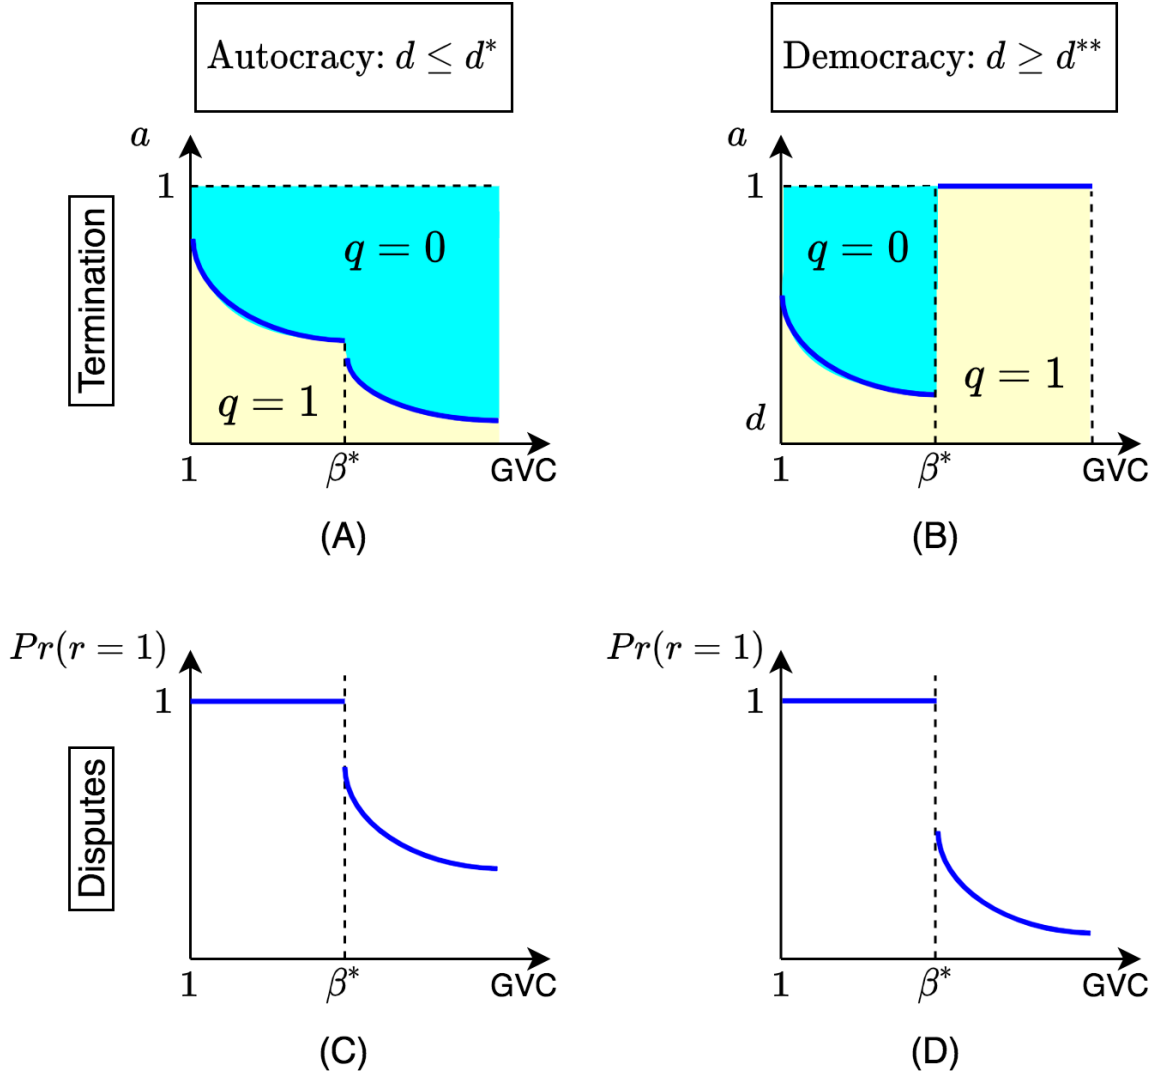 Autocracy: d ≤ d*
Democracy: d ≥ d**
Termination
a
1
q = 0
q = 1
1
β*
GVC
(A)
a
1
q = 0
q = 1
d
1
β*
GVC
(B)
Disputes
Pr(r = 1)
1
1
β*
GVC
(C)
Pr(r = 1)
1
1
β*
GVC
(D)